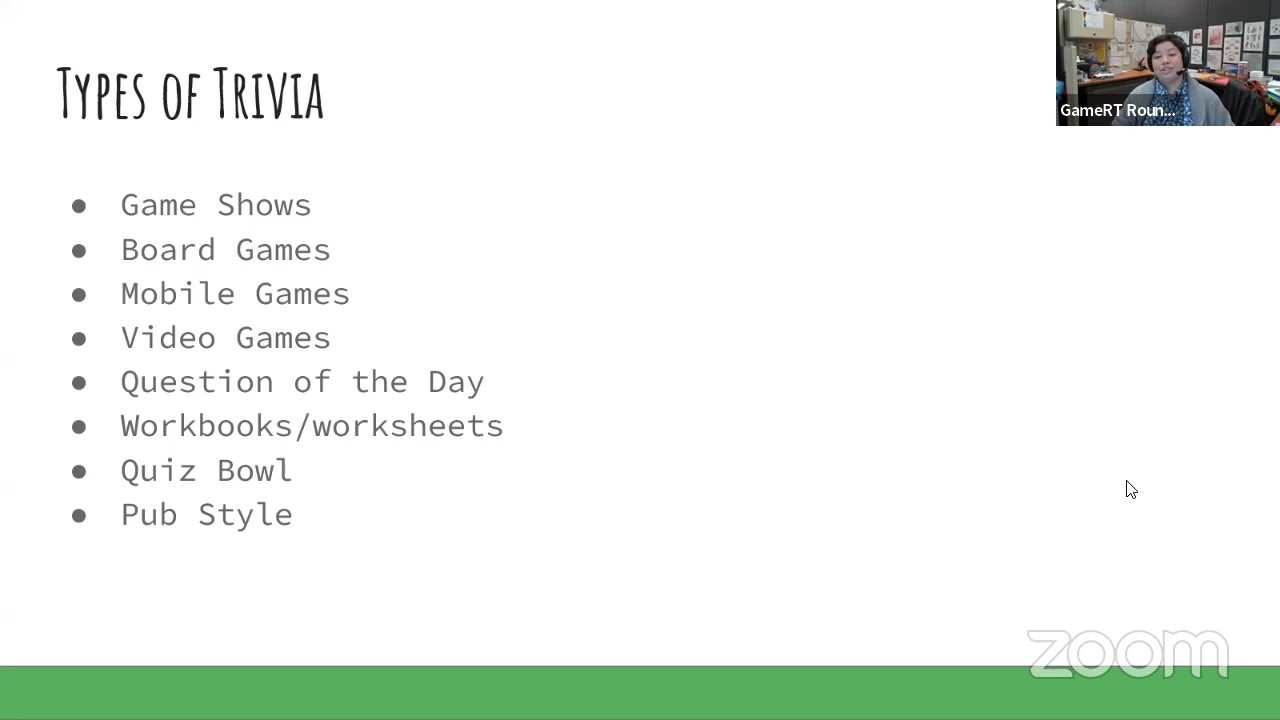 Types of Trivia
GameRT Roun...
● Game Shows
● Board Games
● Mobile Games
● Video Games
● Question of the Day
● Workbooks/worksheets
● Quiz Bowl
● Pub Style
zoom